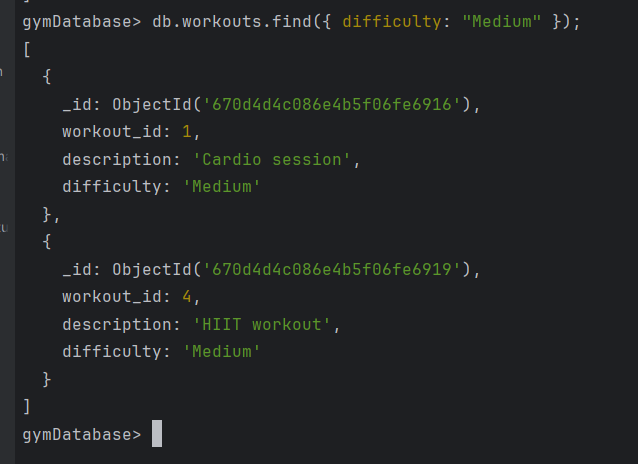 gymDatabase> db.workouts.find({ difficulty: "Medium" });
[
  {
    _id: ObjectId('670d4d4c086e4b5f06fe6916'),
    workout_id: 1,
    description: 'Cardio session',
    difficulty: 'Medium'
  },
  {
    _id: ObjectId('670d4d4c086e4b5f06fe6919'),
    workout_id: 4,
    description: 'HIIT workout',
    difficulty: 'Medium'
  }
]
gymDatabase>